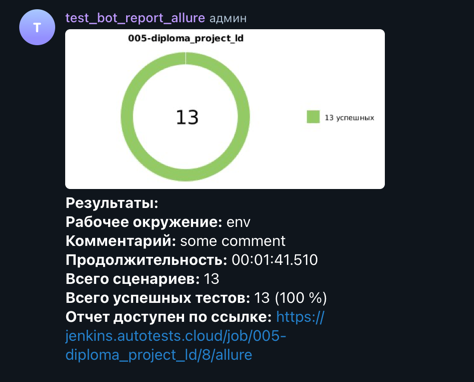 test_bot_report_allure админ
T
005-diploma_project_ld
13
13 успешных
Результаты:
Рабочее окружение: env
Комментарий: some comment
Продолжительность: 00:01:41.510
Всего сценариев: 13
Всего успешных тестов: 13 (100 %)
Отчет доступен по ссылке: https://
jenkins.autotests.cloud/job/005-
diploma_project_ld/8/allure